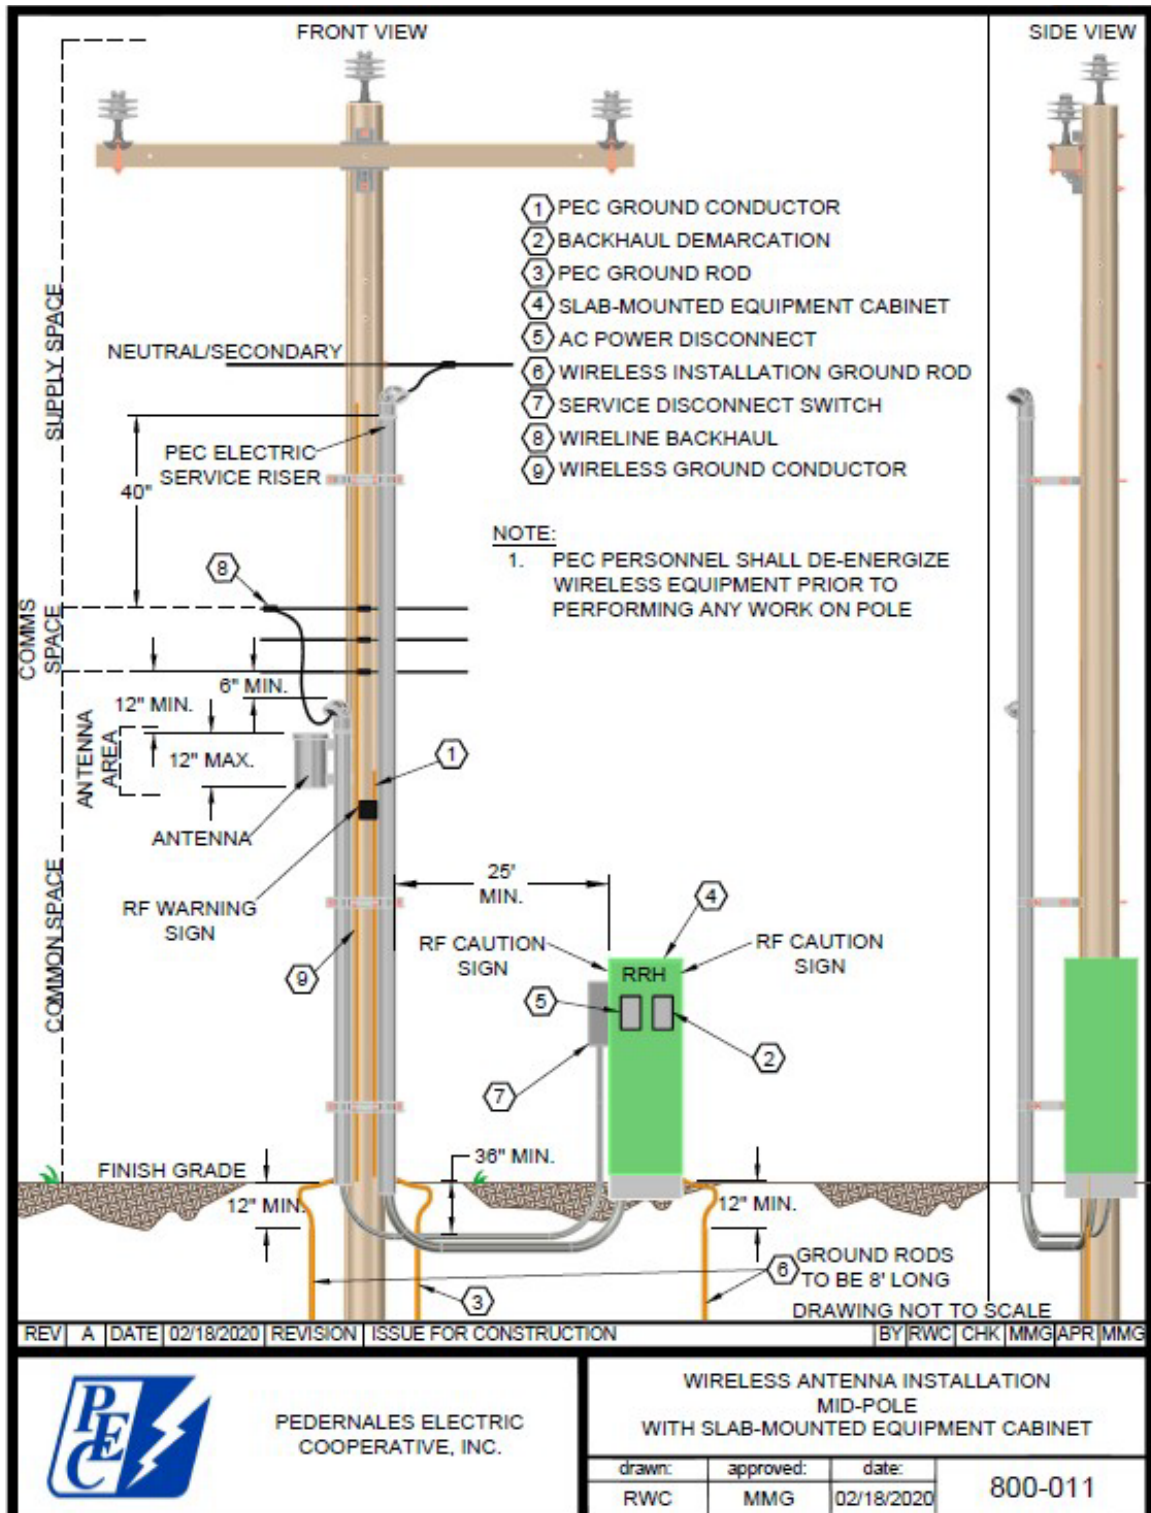 FRONT VIEW
SIDE VIEW
1 PEC GROUND CONDUCTOR
2 BACKHAUL DEMARCATION
3 PEC GROUND ROD
4 SLAB-MOUNTED EQUIPMENT CABINET
5 AC POWER DISCONNECT
6 WIRELESS INSTALLATION GROUND ROD
7 SERVICE DISCONNECT SWITCH
8 WIRELINE BACKHAUL
9 WIRELESS GROUND CONDUCTOR
SUPPLY SPACE
NEUTRAL/SECONDARY
PEC ELECTRIC
SERVICE RISER
40"
NOTE:
1. PEC PERSONNEL SHALL DE-ENERGIZE
WIRELESS EQUIPMENT PRIOR TO
PERFORMING ANY WORK ON POLE
8
COMMS
SPACE
6" MIN.
12" MIN.
ANTENNA
AREA
12" MAX.
1
ANTENNA
COMMON SPACE
25'
MIN.
4
RF WARNING
SIGN
RF CAUTION
SIGN
RF CAUTION
SIGN
RRH
9
5
2
7
36" MIN.
FINISH GRADE
12" MIN.
12" MIN.
6
GROUND RODS
TO BE 8' LONG
3
DRAWING NOT TO SCALE
REV A DATE 02/18/2020 REVISION ISSUE FOR CONSTRUCTION BY RWC CHK MMG APR MMG
PEC
PEDERNALES ELECTRIC
COOPERATIVE, INC.
WIRELESS ANTENNA INSTALLATION
MID-POLE
WITH SLAB-MOUNTED EQUIPMENT CABINET
drawn: approved: date:
RWC MMG 02/18/2020
800-011